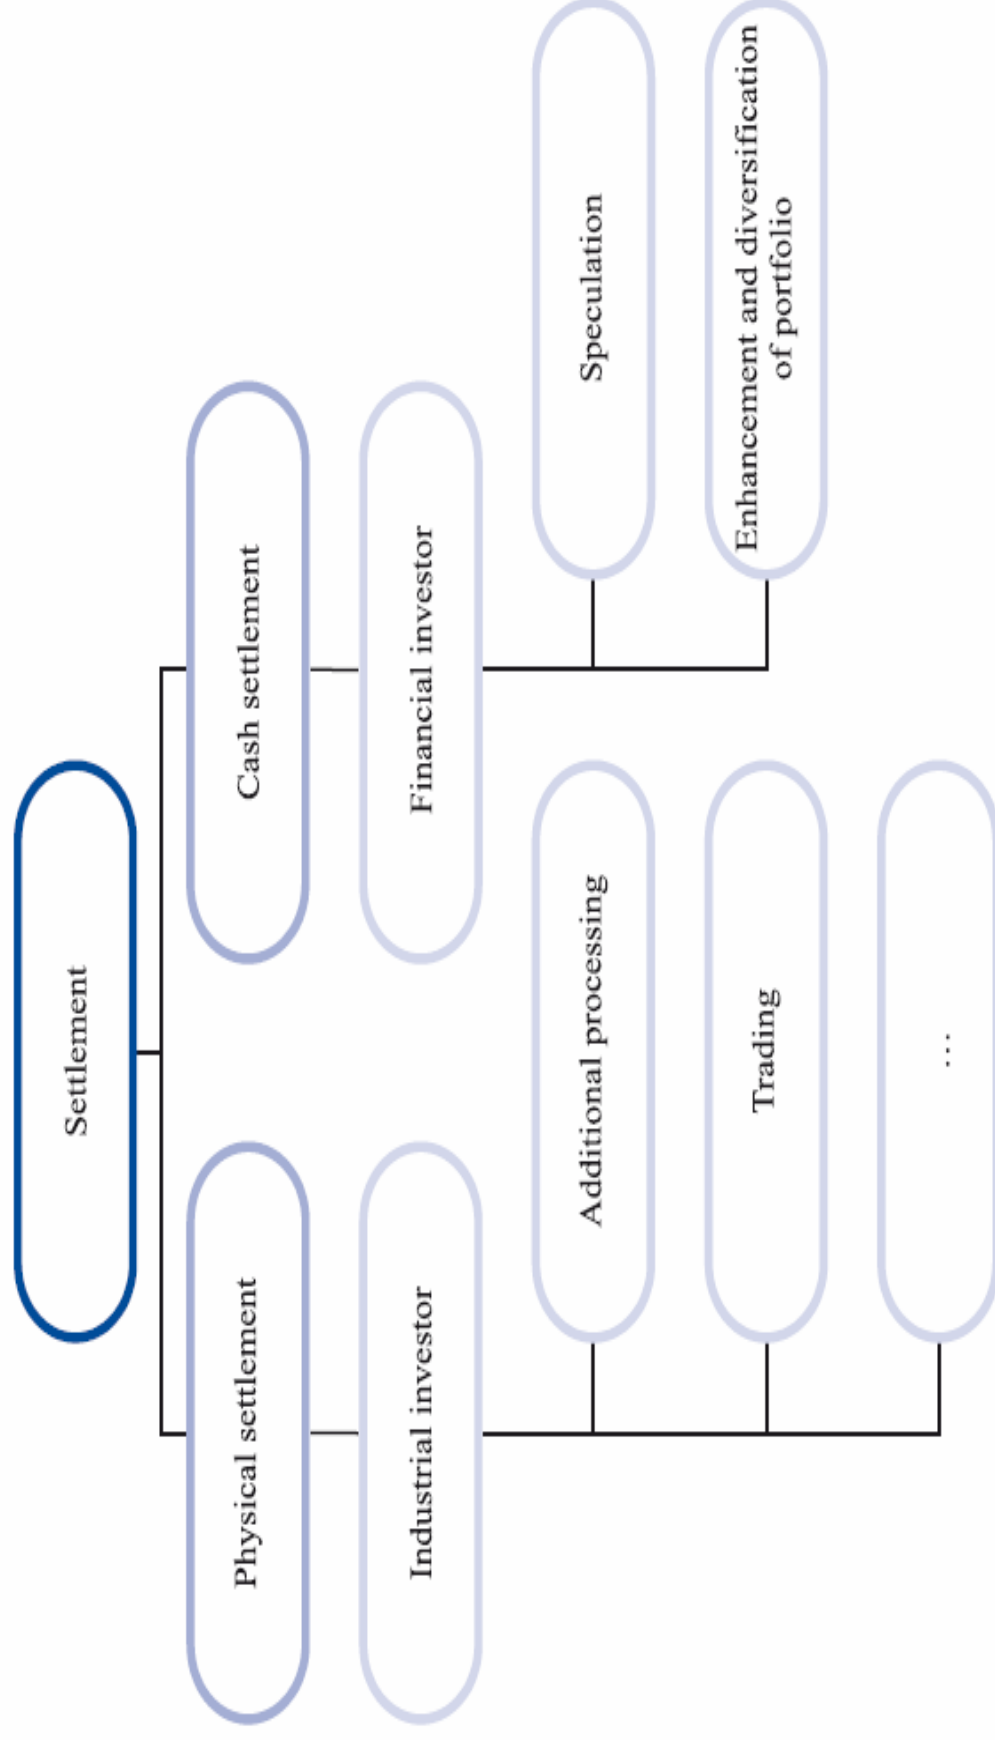 Settlement
Physical settlement
Cash settlement
Industrial investor
Financial investor
Additional processing
Speculation
Trading
Enhancement and diversification
of portfolio
...